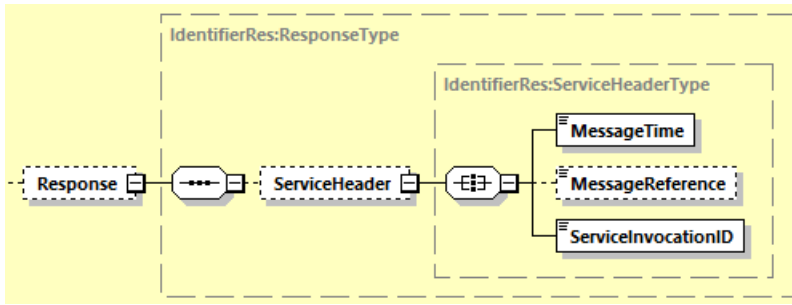 IdentifierRes:ResponseType
IdentifierRes:ServiceHeaderType
MessageTime
Response
ServiceHeader
MessageReference
ServiceInvocationID